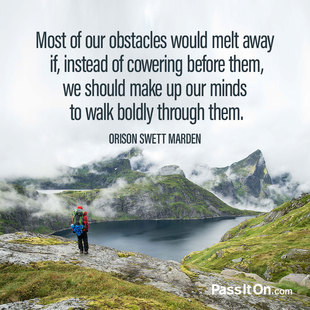 Most of our obstacles would melt away
if, instead of cowering before them,
we should make up our minds
to walk boldly through them.
ORISON SWETT MARDEN
PassItOn.com